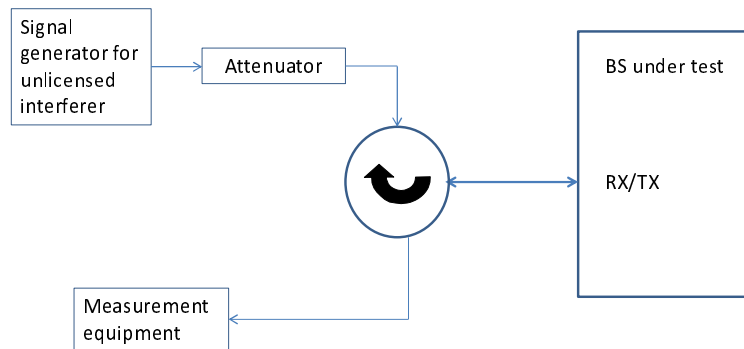 Signal
generator for
unlicensed
interferer
Attenuator
BS under test
RX/TX
Measurement
equipment